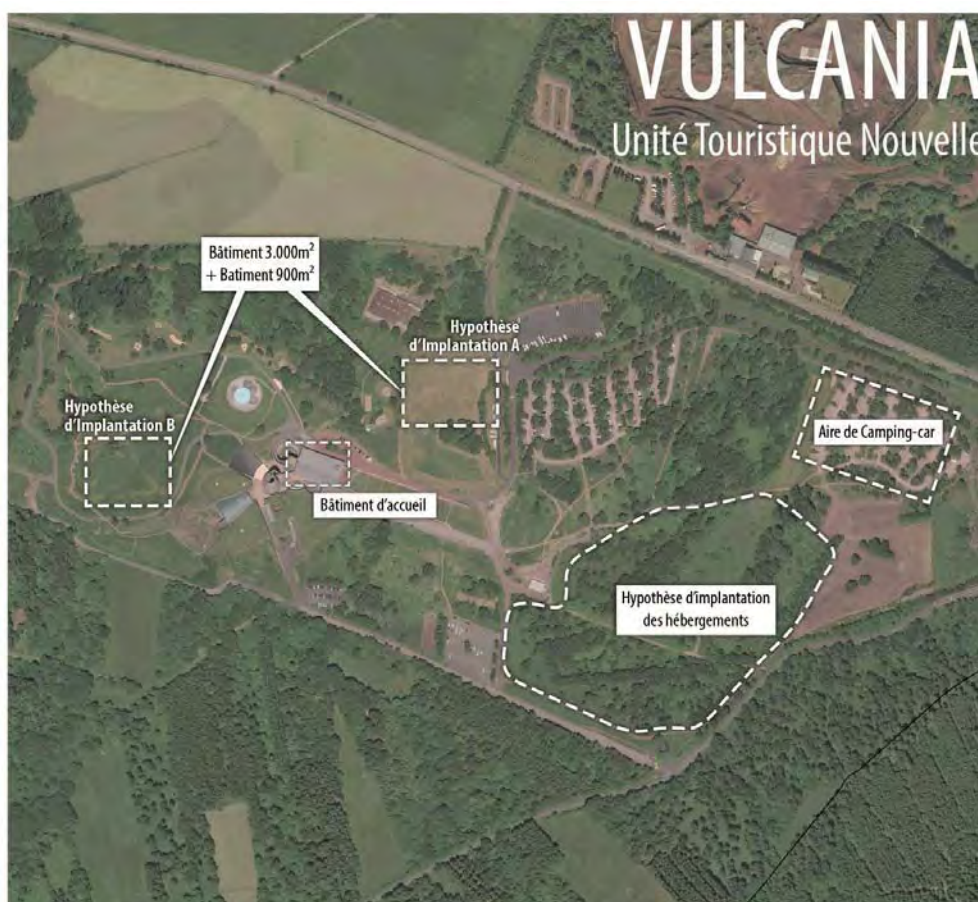 VULCANIA
Unité Touristique Nouvelle
Bâtiment 3.000m²
+ Batiment 900m²
Hypothèse
d'Implantation A
Hypothèse
d'Implantation B
Aire de Camping-car
Bâtiment d'accueil
Hypothèse d'implantation
des hébergements